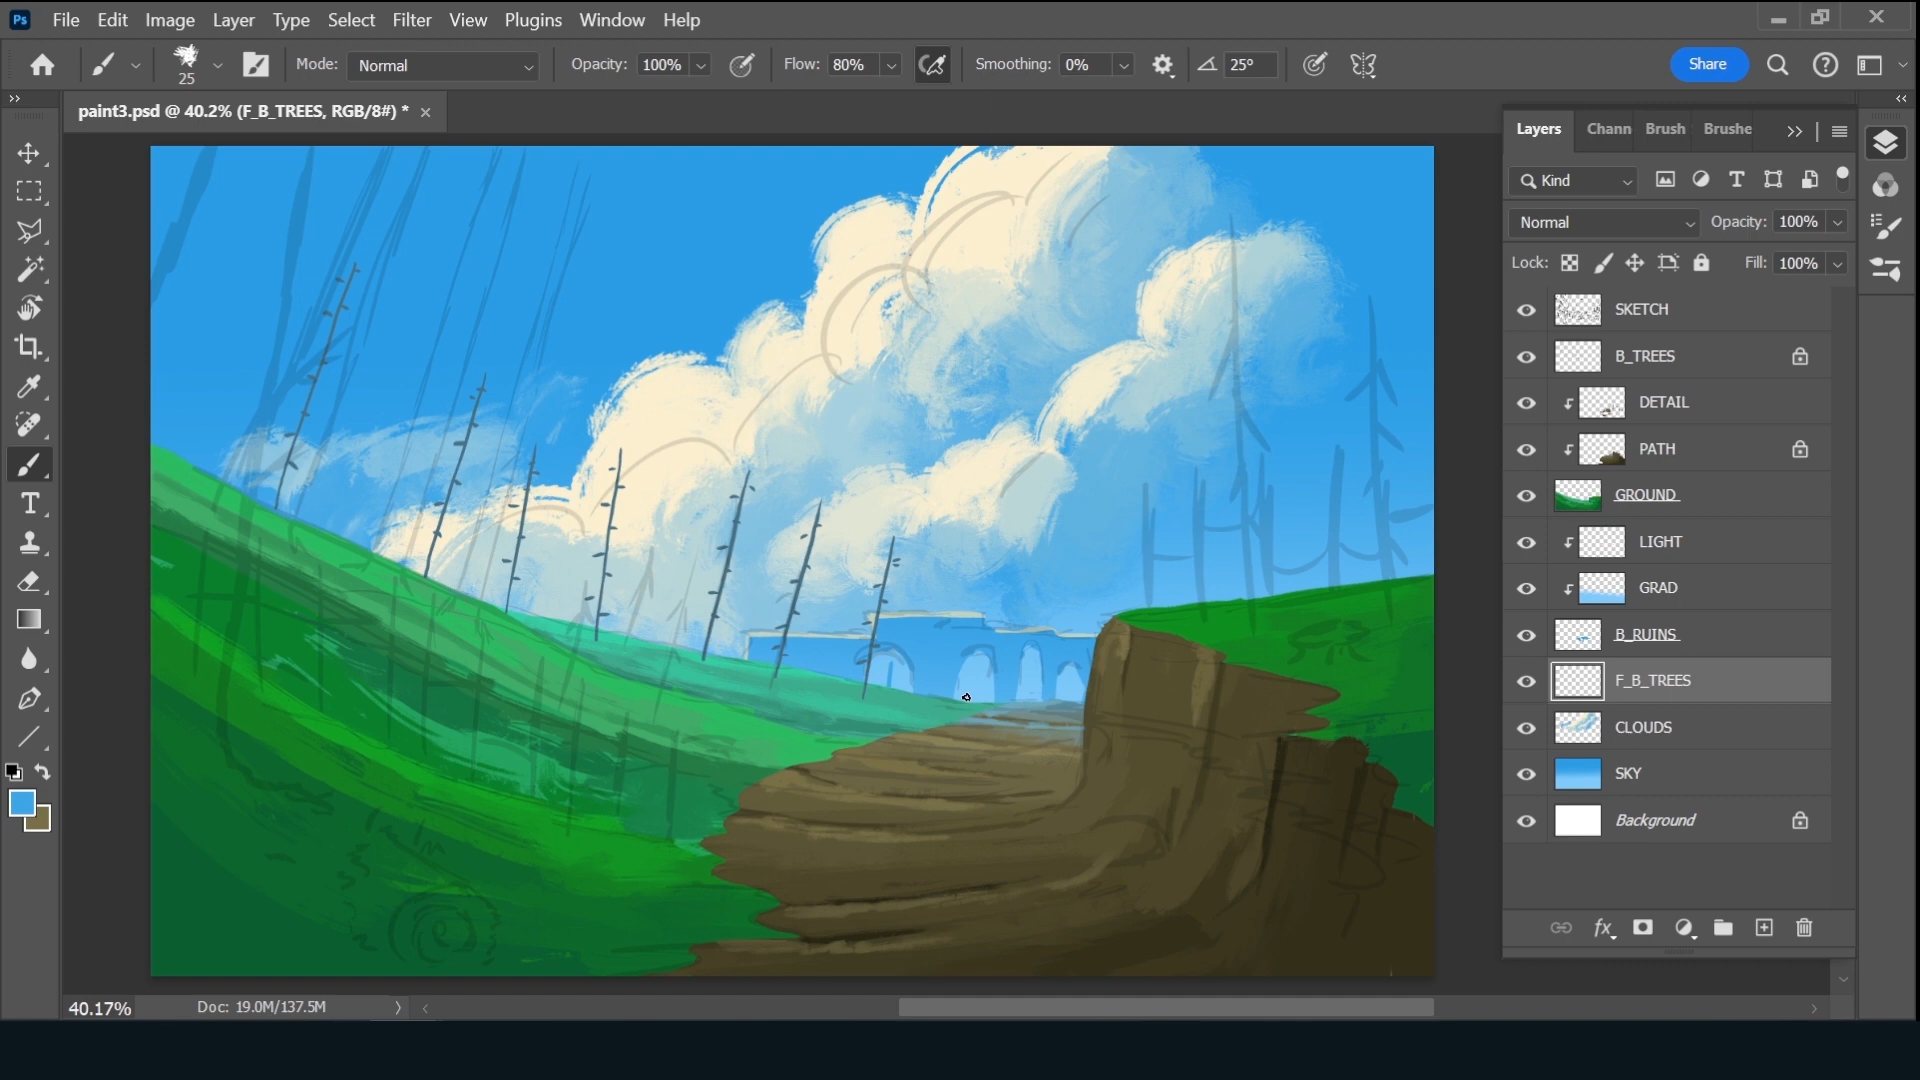 Ps File Edit Image Layer Type Select Filter View Plugins Window Help
25 Mode: Normal Opacity: 100% Flow: 80% Smoothing: 0% 25° Share
paint3.psd @ 40.2% (F_B_TREES, RGB/8#) *
Layers Chann Brush Brushe
Kind
Normal Opacity: 100%
Lock: Fill: 100%
SKETCH
B_TREES
DETAIL
PATH
GROUND
LIGHT
GRAD
B_RUINS
F_B_TREES
CLOUDS
SKY
Background
fx
40.17% Doc: 19.0M/137.5M